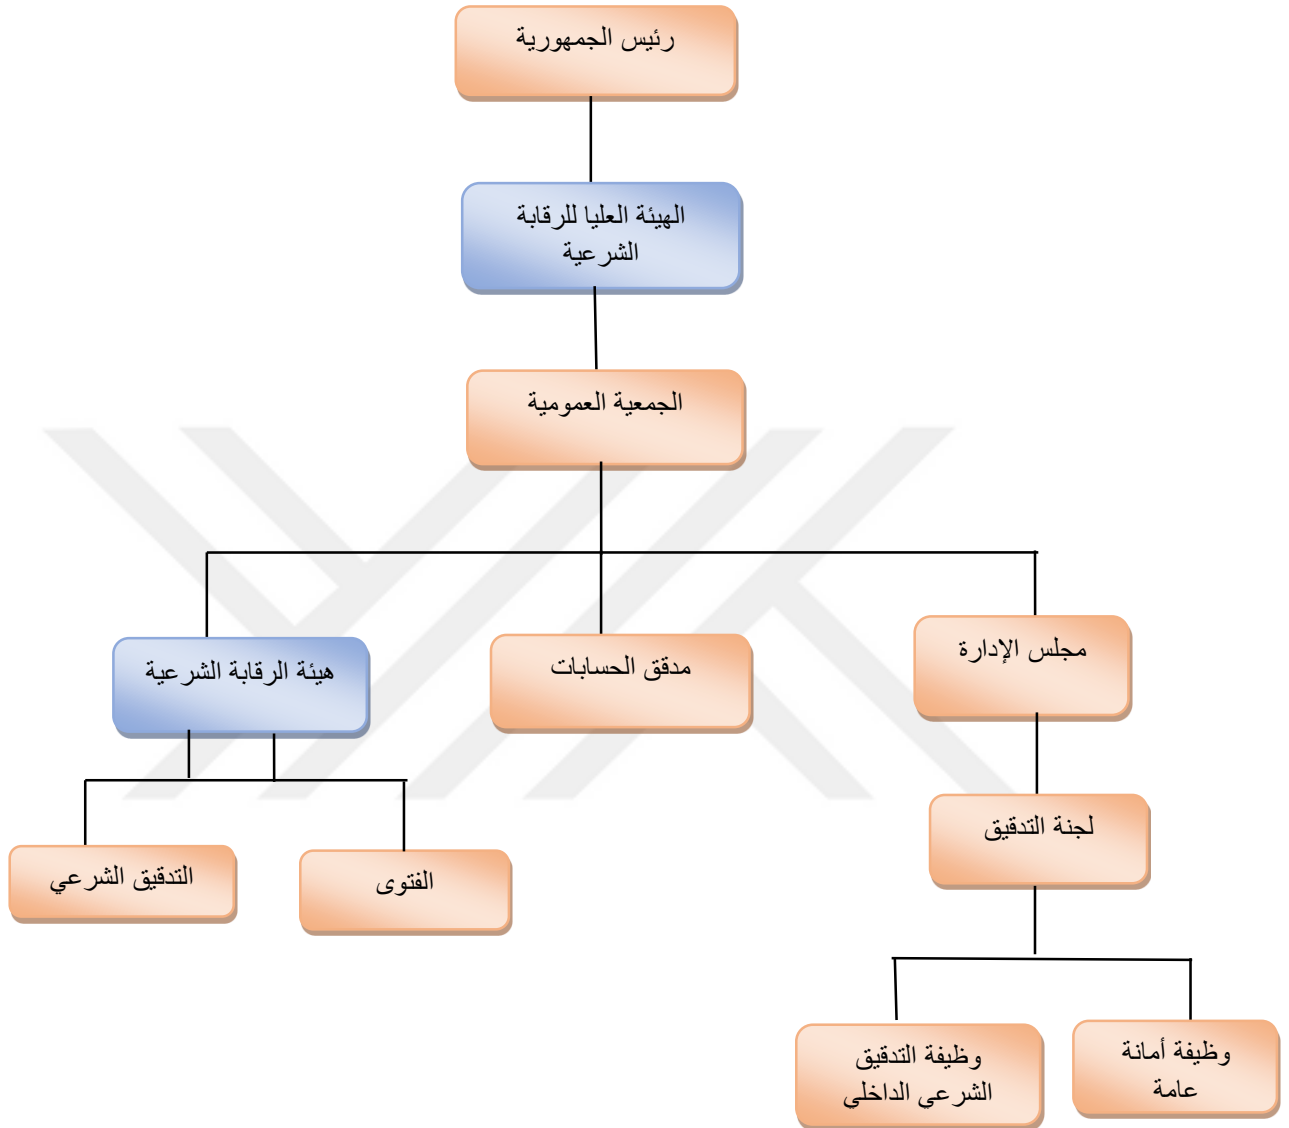 رئيس الجمهورية
الهيئة العليا للرقابة
الشرعية
الجمعية العمومية
مجلس الإدارة
مدقق الحسابات
هيئة الرقابة الشرعية
لجنة التدقيق
الفتوى
التدقيق الشرعي
وظيفة أمانة
عامة
وظيفة التدقيق
الشرعي الداخلي